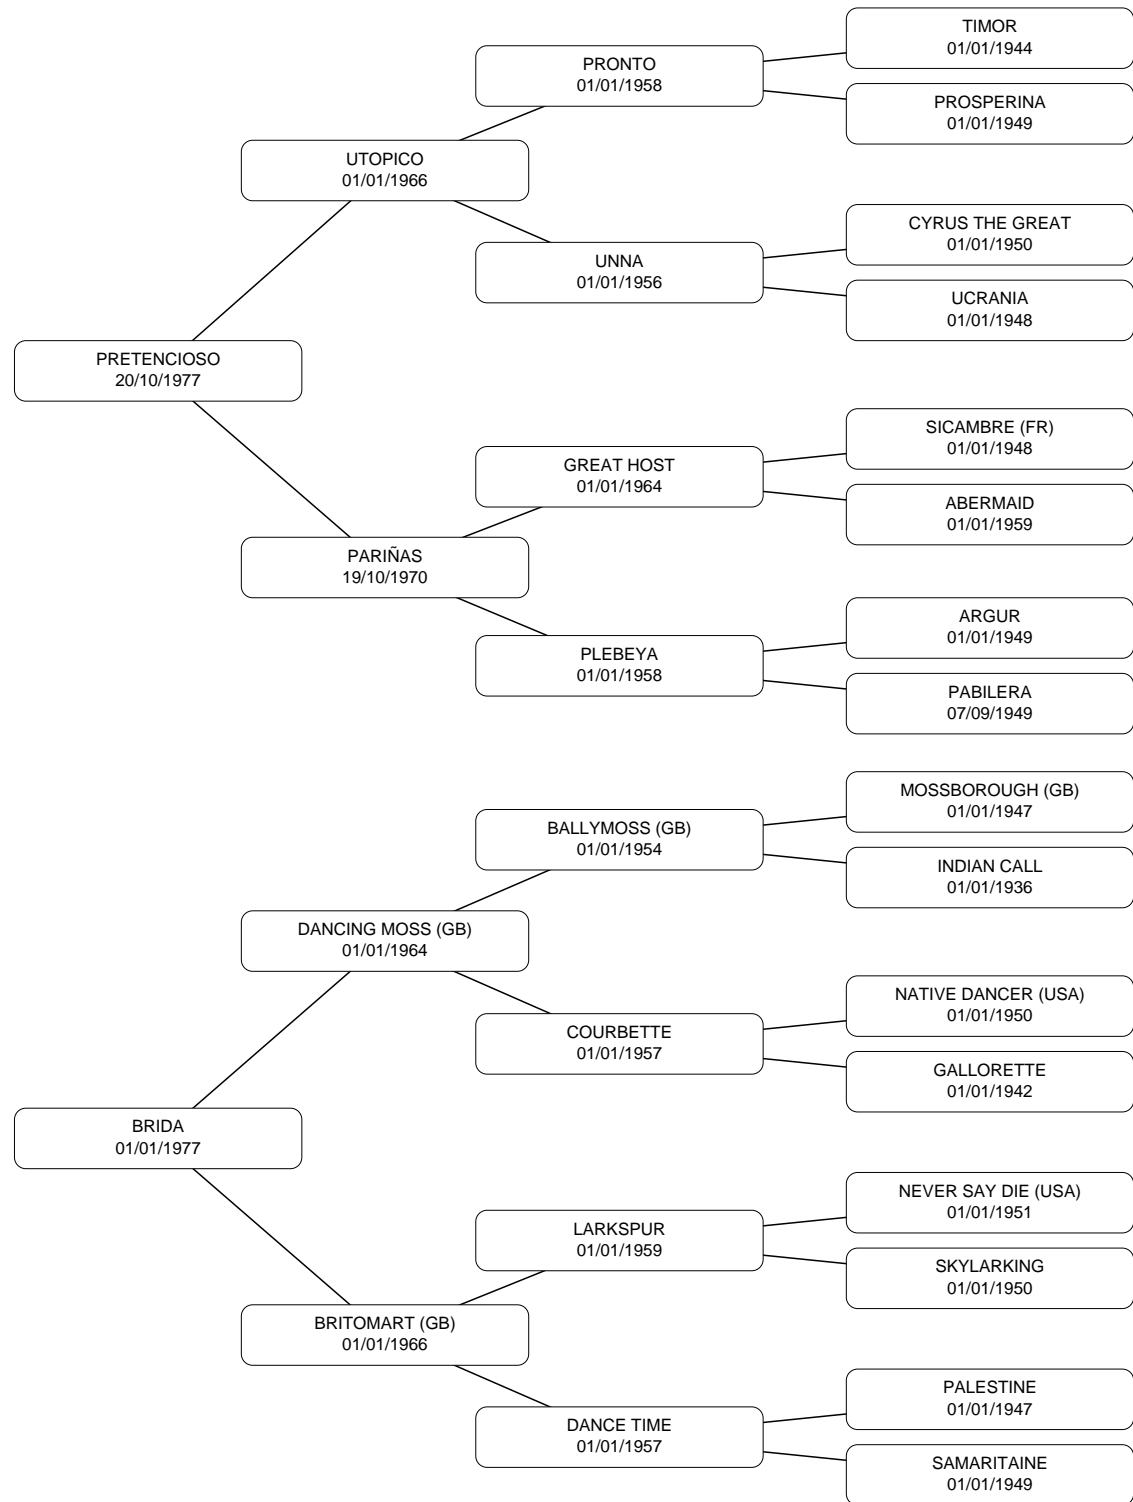 TIMOR
01/01/1944
PRONTO
01/01/1958
PROSPERINA
01/01/1949
UTOPICO
01/01/1966
CYRUS THE GREAT
01/01/1950
UNNA
01/01/1956
UCRANIA
01/01/1948
PRETENCIOSO
20/10/1977
SICAMBRE (FR)
01/01/1948
GREAT HOST
01/01/1964
ABERMAID
01/01/1959
PARIÑAS
19/10/1970
ARGUR
01/01/1949
PLEBEYA
01/01/1958
PABILERA
07/09/1949
MOSSBOROUGH (GB)
01/01/1947
BALLYMOSS (GB)
01/01/1954
INDIAN CALL
01/01/1936
DANCING MOSS (GB)
01/01/1964
NATIVE DANCER (USA)
01/01/1950
COURBETTE
01/01/1957
GALLORETTE
01/01/1942
BRIDA
01/01/1977
NEVER SAY DIE (USA)
01/01/1951
LARKSPUR
01/01/1959
SKYLARKING
01/01/1950
BRITOMART (GB)
01/01/1966
PALESTINE
01/01/1947
DANCE TIME
01/01/1957
SAMARITAINE
01/01/1949